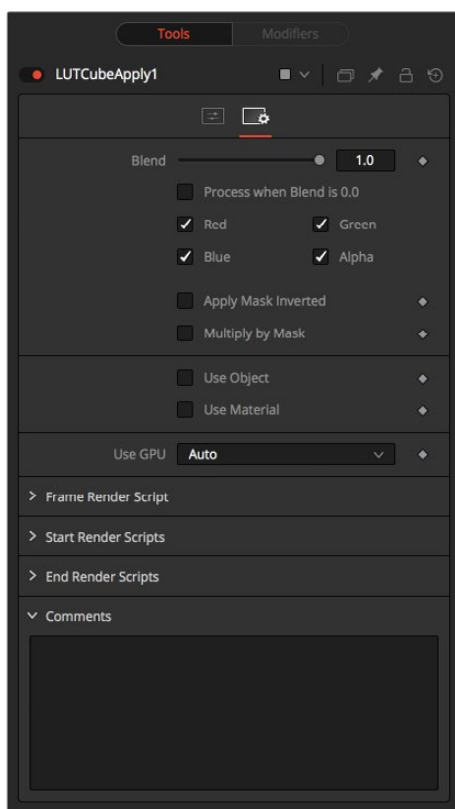 Tools Modifiers
LUTCubeApply1
Blend 1.0
Process when Blend is 0.0
Red Green
Blue Alpha
Apply Mask Inverted
Multiply by Mask
Use Object
Use Material
Use GPU Auto
Frame Render Script
Start Render Scripts
End Render Scripts
Comments